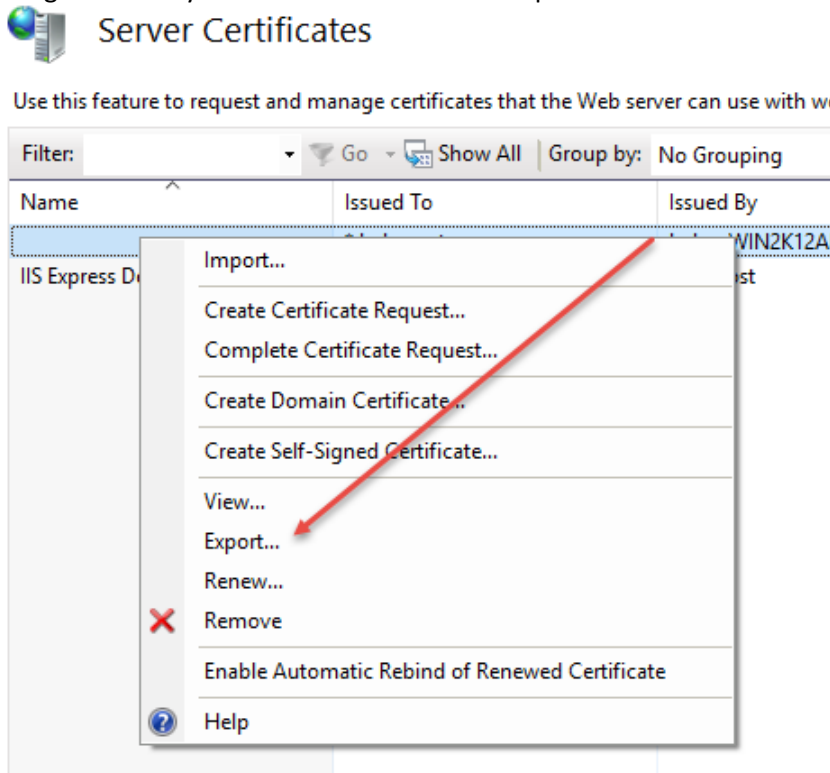 Server Certificates
Use this feature to request and manage certificates that the Web server can use with
Filter: Go Show All Group by: No Grouping
Name Issued To Issued By
WIN2K12A
IIS Express
Import...
Create Certificate Request...
Complete Certificate Request...
Create Domain Certificate...
Create Self-Signed Certificate...
View...
Export...
Renew...
Remove
Enable Automatic Rebind of Renewed Certificate
Help